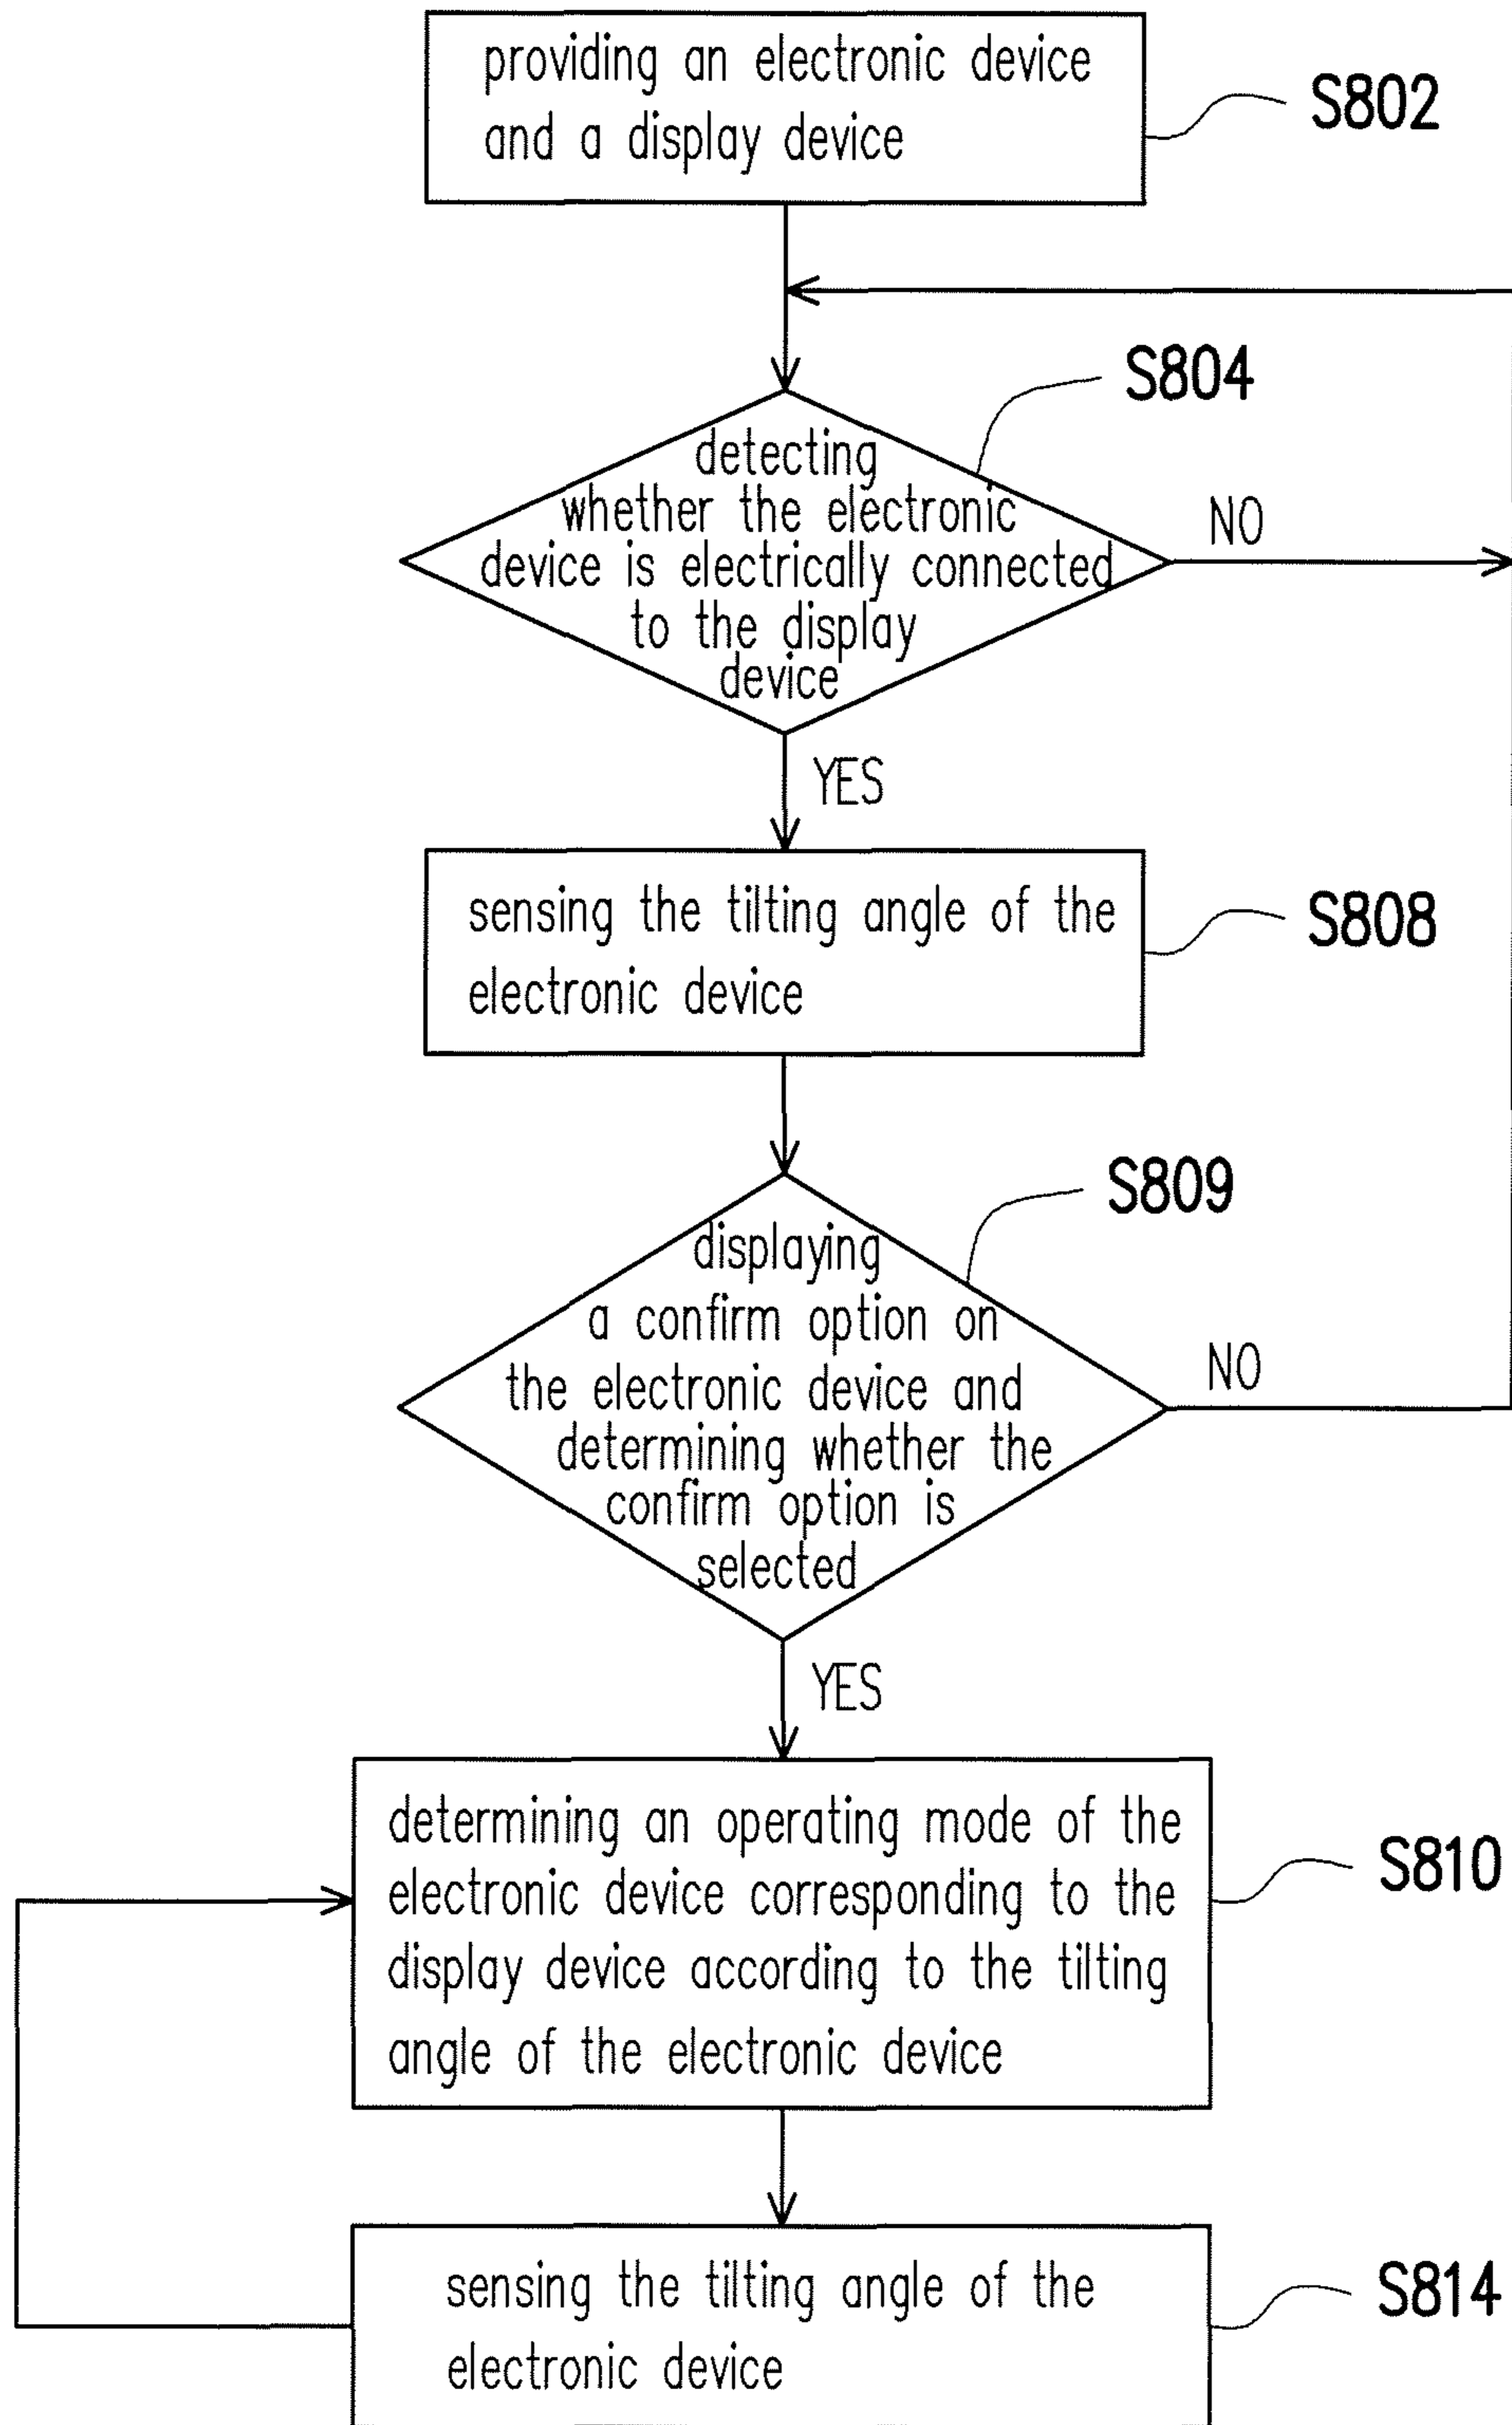 providing an electronic device
and a display device
S802
S804
detecting
whether the electronic
device is electrically connected
to the display
device
NO
YES
sensing the tilting angle of the
electronic device
S808
S809
displaying
a confirm option on
the electronic device and
determining whether the
confirm option is
selected
NO
YES
determining an operating mode of the
electronic device corresponding to the
display device according to the tilting
angle of the electronic device
S810
sensing the tilting angle of the
electronic device
S814